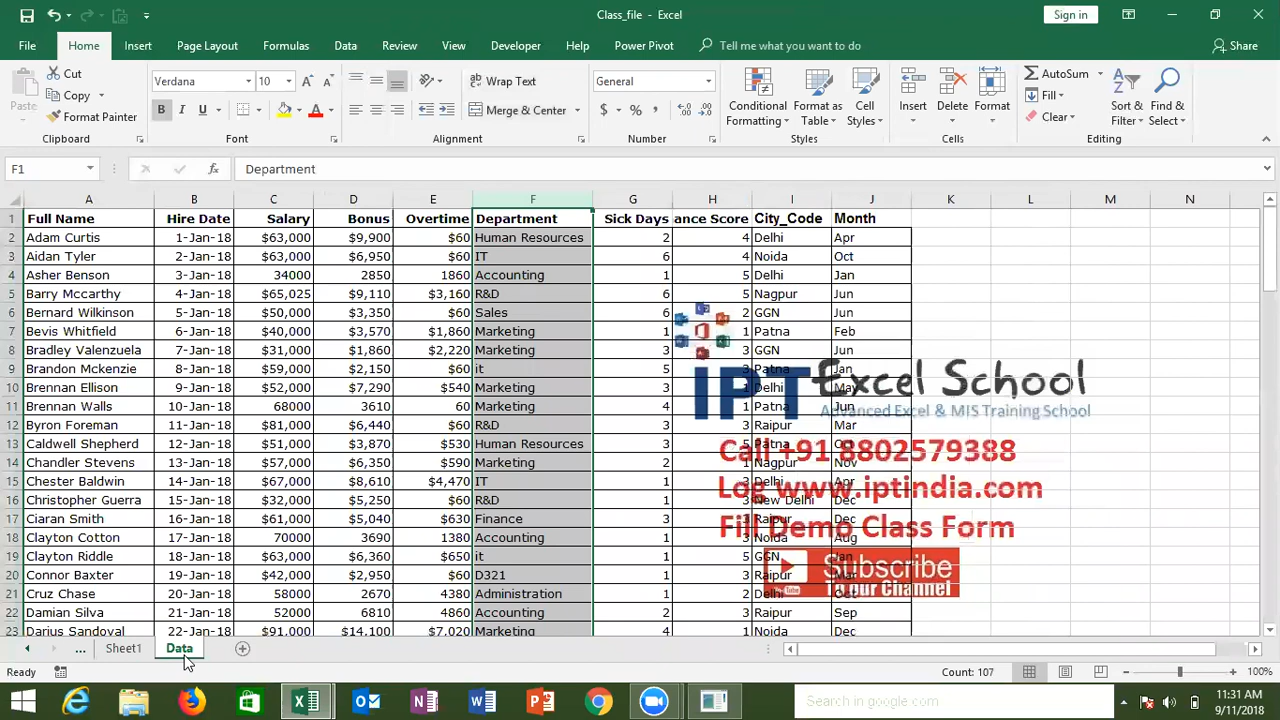 Class_file - Excel
Sign in
File Home Insert Page Layout Formulas Data Review View Developer Help Power Pivot Tell me what you want to do Share
Paste Cut Copy Format Painter Clipboard
Verdana 10 B I U Font
Wrap Text Merge & Center Alignment
General $ % , Number
Conditional Formatting Format as Table Cell Styles Styles
Insert Delete Format Cells
AutoSum Fill Clear Sort & Filter Find & Select Editing
F1 fx Department
A B C D E F G H I J K L M N
1 Full Name Hire Date Salary Bonus Overtime Department Sick Days ance Score City_Code Month
2 Adam Curtis 1-Jan-18 $63,000 $9,900 $60 Human Resources 2 4 Delhi Apr
3 Aidan Tyler 2-Jan-18 $63,000 $6,950 $60 IT 6 4 Noida Oct
4 Asher Benson 3-Jan-18 34000 2850 1860 Accounting 1 5 Delhi Jan
5 Barry Mccarthy 4-Jan-18 $65,025 $9,110 $3,160 R&D 6 5 Nagpur Jun
6 Bernard Wilkinson 5-Jan-18 $50,000 $3,350 $60 Sales 6 2 GGN Jun
7 Bevis Whitfield 6-Jan-18 $40,000 $3,570 $1,860 Marketing 1 1 Patna Feb
8 Bradley Valenzuela 7-Jan-18 $31,000 $1,860 $2,220 Marketing 3 3 GGN Jun
9 Brandon Mckenzie 8-Jan-18 $59,000 $2,150 $60 it 5 3 Patna Jan
10 Brennan Ellison 9-Jan-18 $52,000 $7,290 $540 Marketing 3 1 Delhi May
11 Brennan Walls 10-Jan-18 68000 3610 60 Marketing 4 1 Patna Jun
12 Byron Foreman 11-Jan-18 $81,000 $6,440 $60 R&D 3 3 Raipur Mar
13 Caldwell Shepherd 12-Jan-18 $51,000 $3,870 $530 Human Resources 3 5 Patna
14 Chandler Stevens 13-Jan-18 $57,000 $6,350 $590 Marketing 2 1 Nagpur Nov
15 Chester Baldwin 14-Jan-18 $67,000 $8,610 $4,470 IT 1 3 Delhi Apr
16 Christopher Guerra 15-Jan-18 $32,000 $5,250 $60 R&D 1 3 New Delhi Dec
17 Ciaran Smith 16-Jan-18 $61,000 $5,040 $630 Finance 3 3 Raipur Dec
18 Clayton Cotton 17-Jan-18 70000 3690 1380 Accounting 1 3 Noida Aug
19 Clayton Riddle 18-Jan-18 $63,000 $6,360 $650 it 1 5 GGN Jan
20 Connor Baxter 19-Jan-18 $42,000 $2,950 $60 D321 1 3 Raipur Mar
21 Cruz Chase 20-Jan-18 58000 2670 4380 Administration 1 2 Delhi Oct
22 Damian Silva 21-Jan-18 52000 6810 4860 Accounting 2 3 Raipur Sep
23 Darius Sandoval 22-Jan-18 $91,000 $14,100 $7,020 Marketing 4 1 Noida Dec
IPT Excel School
Advanced Excel & MIS Training School
Call +91 8802579388
Log www.iptindia.com
Fill Demo Class Form
Subscribe
YouTube Our Channel
... Sheet1 Data
Ready Count: 107 100%
Search in google.com
11:31 AM
9/11/2018